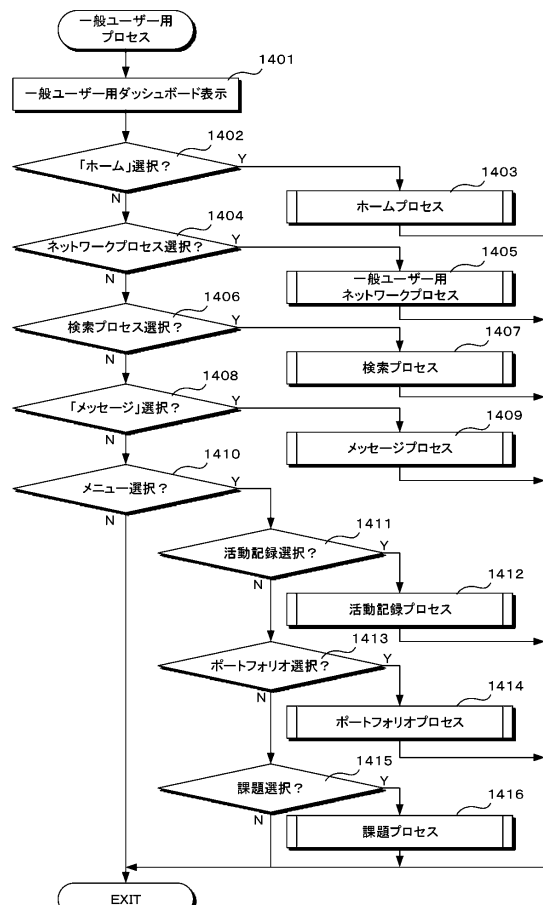 一般ユーザー用
プロセス
1401
一般ユーザー用ダッシュボード表示
1402
「ホーム」選択？
Y
N
1403
ホームプロセス
1404
ネットワークプロセス選択？
Y
N
1405
一般ユーザー用
ネットワークプロセス
1406
検索プロセス選択？
Y
N
1407
検索プロセス
1408
「メッセージ」選択？
Y
N
1409
メッセージプロセス
1410
メニュー選択？
Y
N
1411
活動記録選択？
Y
N
1412
活動記録プロセス
1413
ポートフォリオ選択？
Y
N
1414
ポートフォリオプロセス
1415
課題選択？
Y
N
1416
課題プロセス
EXIT